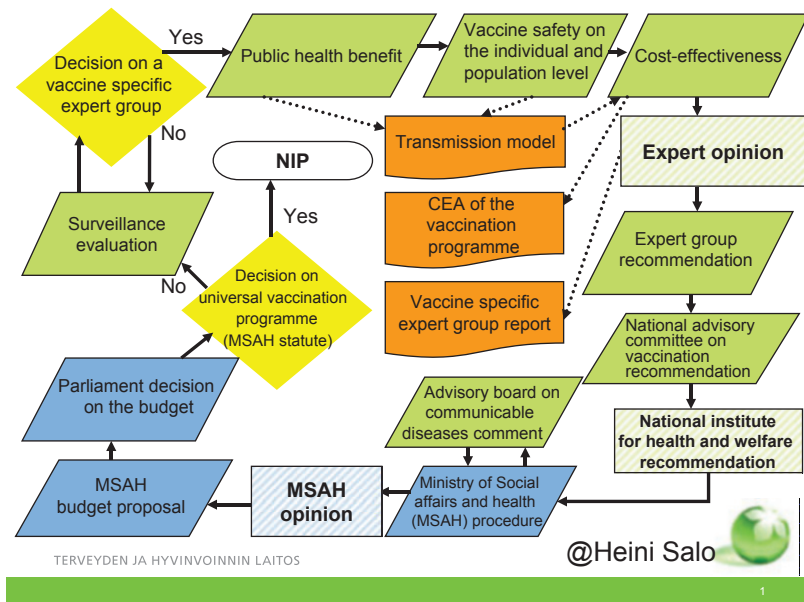 Yes
Decision on a
vaccine specific
expert group
Public health benefit
Vaccine safety on
the individual and
population level
Cost-effectiveness
No
Transmission model
Expert opinion
NIP
Yes
CEA of the
vaccination
programme
Surveillance
evaluation
Expert group
recommendation
No
Decision on
universal vaccination
programme
(MSAH statute)
Vaccine specific
expert group report
National advisory
committee on
vaccination
recommendation
Parliament decision
on the budget
Advisory board on
communicable
diseases comment
National institute
for health and welfare
recommendation
MSAH
budget proposal
MSAH
opinion
Ministry of Social
affairs and health
(MSAH) procedure
TERVEYDEN JA HYVINVOINNIN LAITOS
@Heini Salo
1